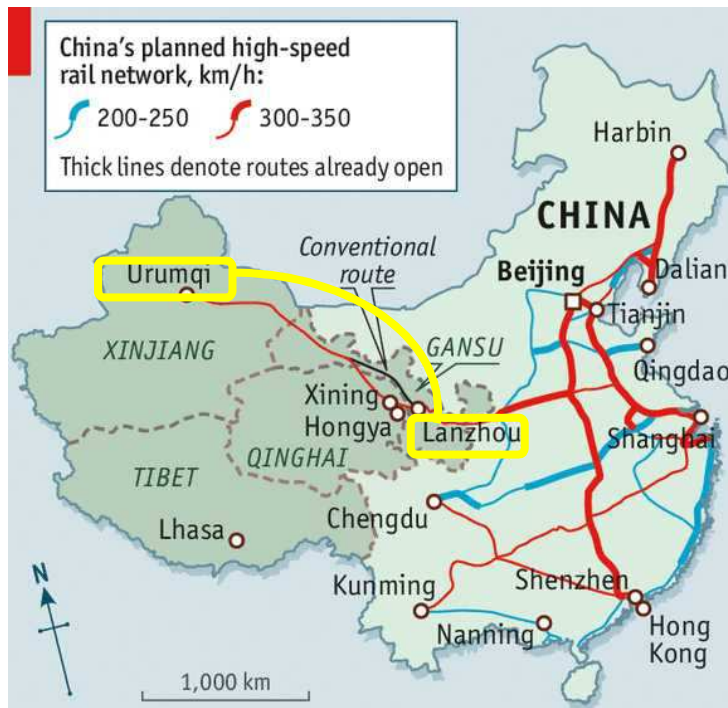 China's planned high-speed
rail network, km/h:
200-250 300-350
Thick lines denote routes already open
Harbin
CHINA
Conventional
route
Urumqi
Beijing
Dalian
Tianjin
XINJIANG
GANSU
Qingdao
Xining
Hongya
Lanzhou
Shanghai
QINGHAI
TIBET
Chengdu
Lhasa
N
Kunming
Shenzhen
Nanning
Hong
Kong
1,000 km